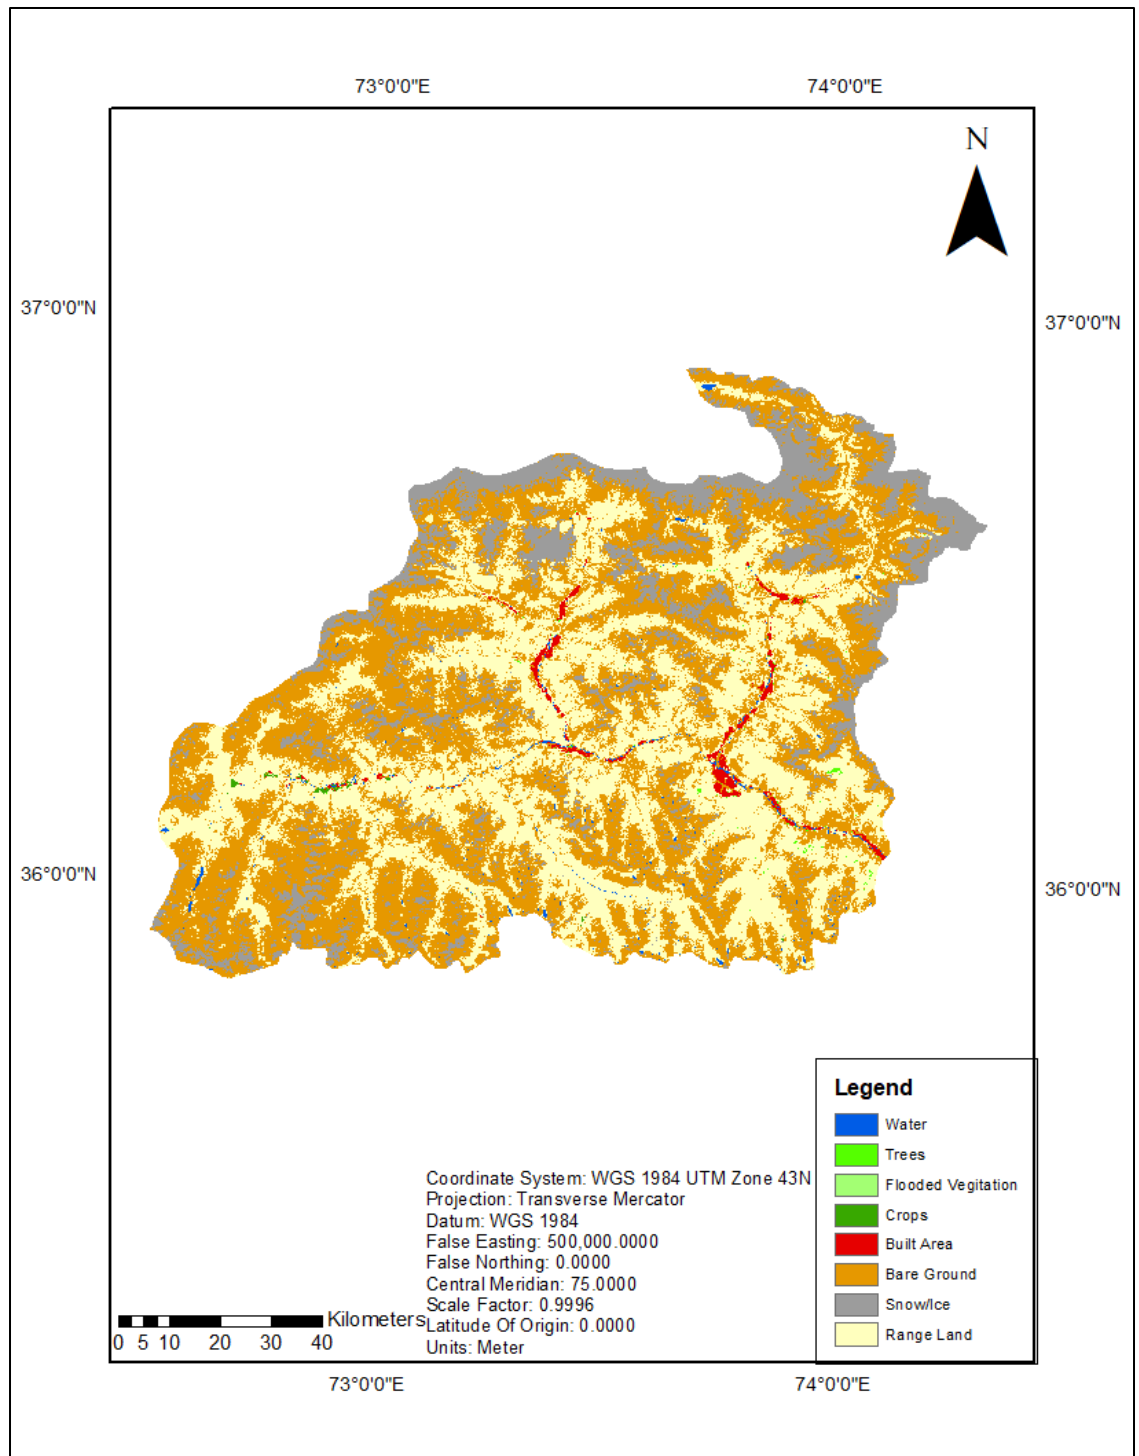 73°0'0"E 74°0'0"E
N
37°0'0"N
37°0'0"N
36°0'0"N
36°0'0"N
Legend
Water
Trees
Flooded Vegitation
Crops
Built Area
Bare Ground
Snow/Ice
Range Land
Coordinate System: WGS 1984 UTM Zone 43N
Projection: Transverse Mercator
Datum: WGS 1984
False Easting: 500,000.0000
False Northing: 0.0000
Central Meridian: 75.0000
Scale Factor: 0.9996
Latitude Of Origin: 0.0000
Units: Meter
Kilometers
0 5 10 20 30 40
73°0'0"E 74°0'0"E